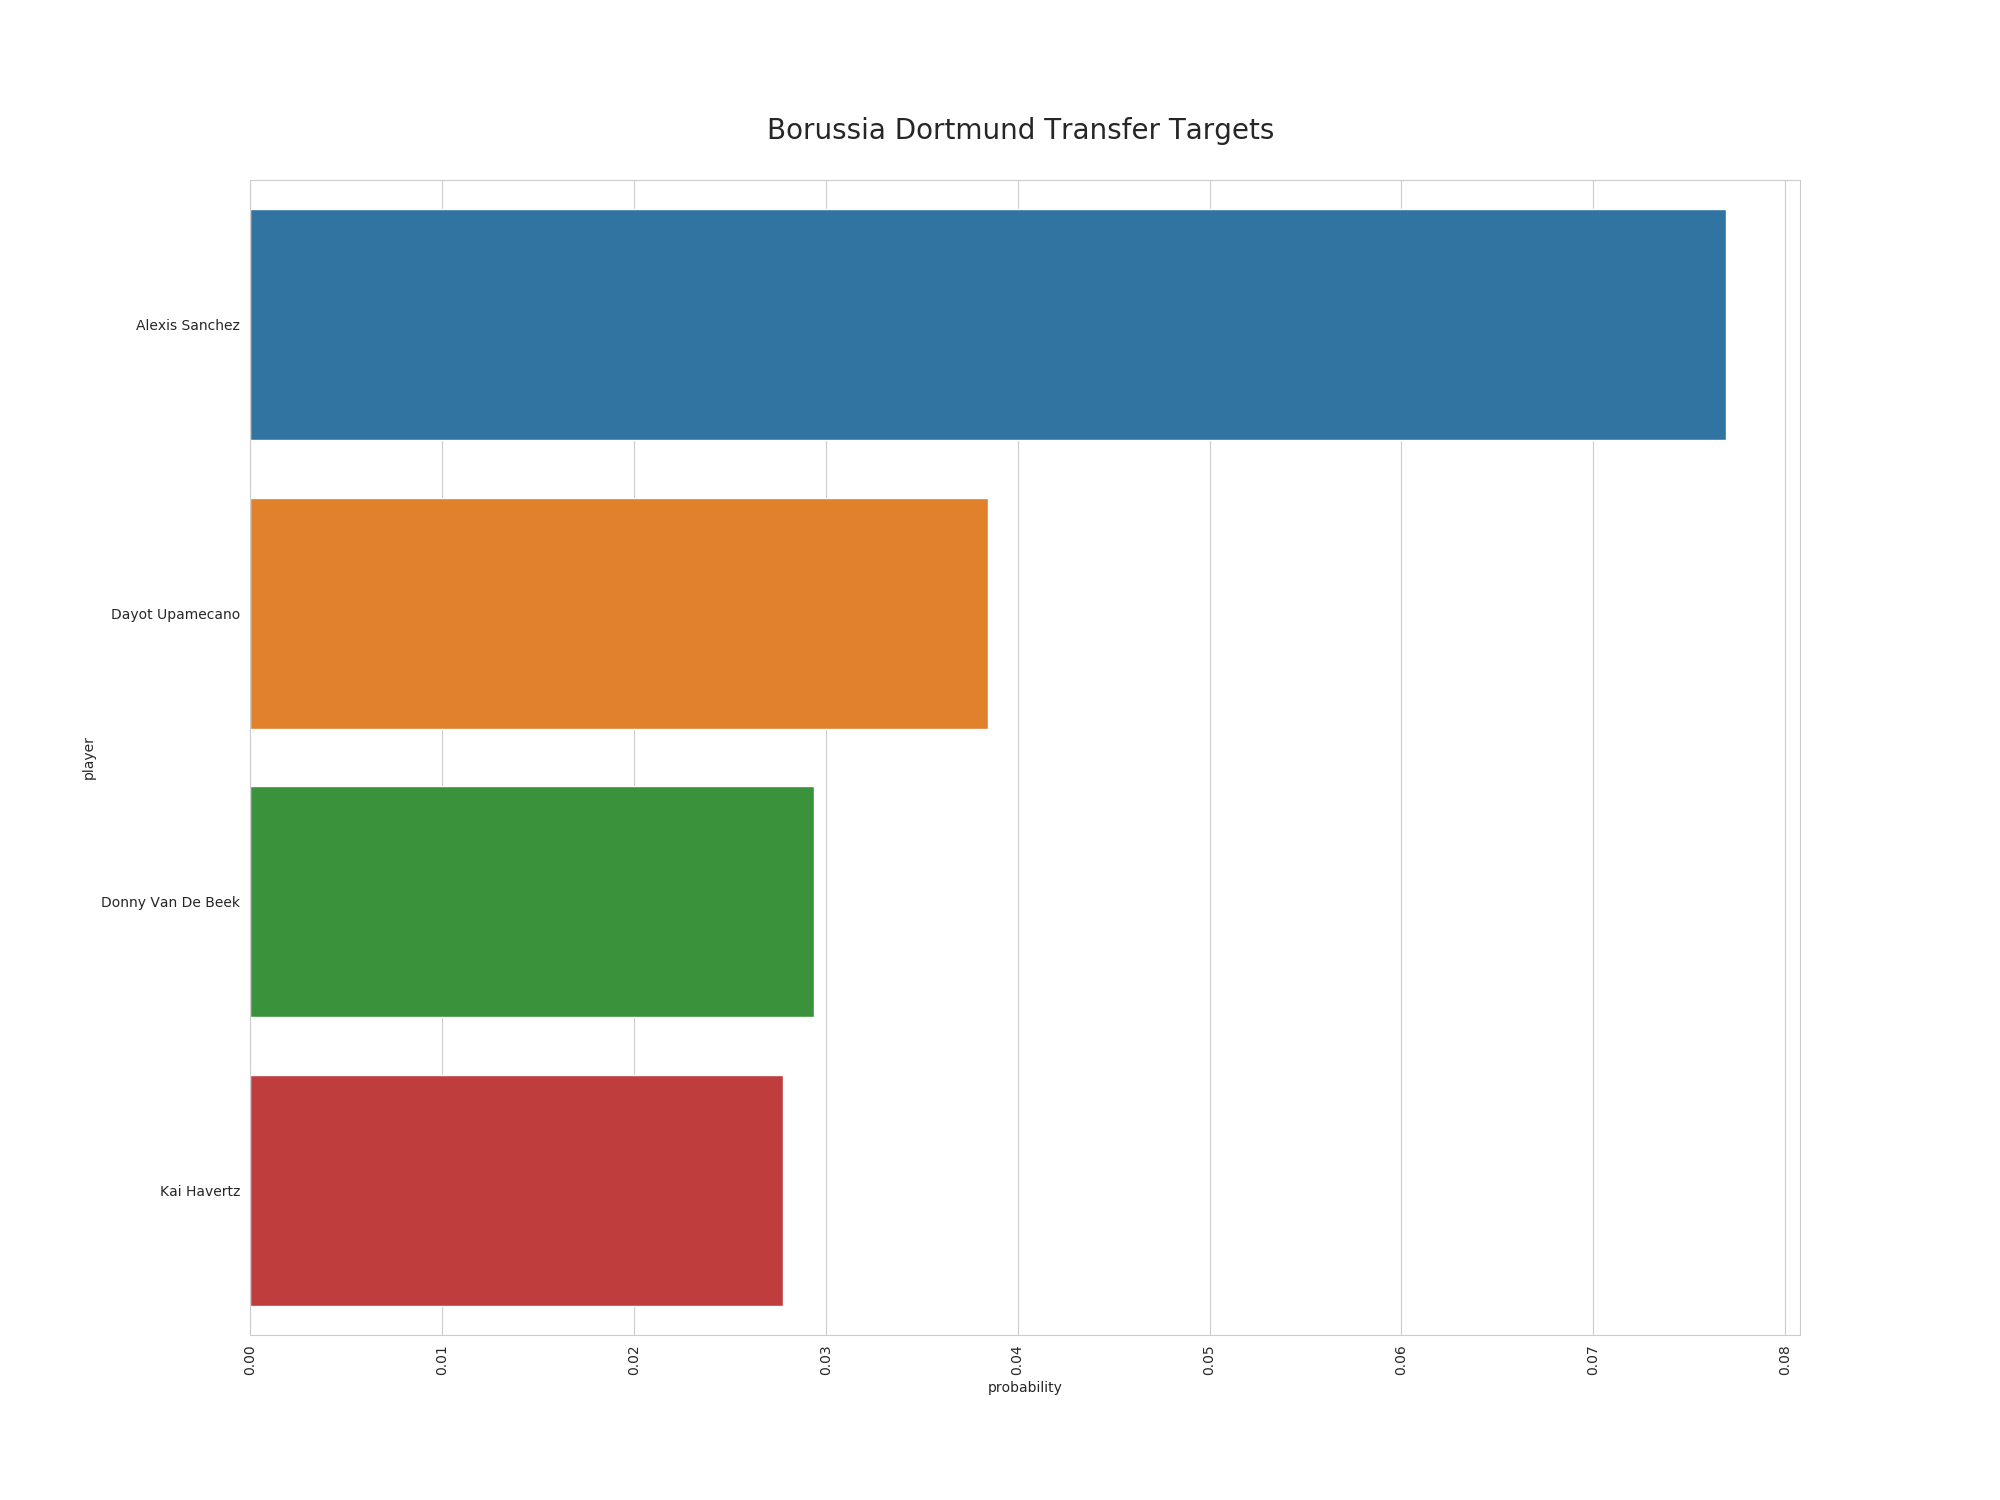 Borussia Dortmund Transfer Targets
Alexis Sanchez
Dayot Upamecano
player
Donny Van De Beek
Kai Havertz
0.00 0.01 0.02 0.03 0.04 0.05 0.06 0.07 0.08
probability